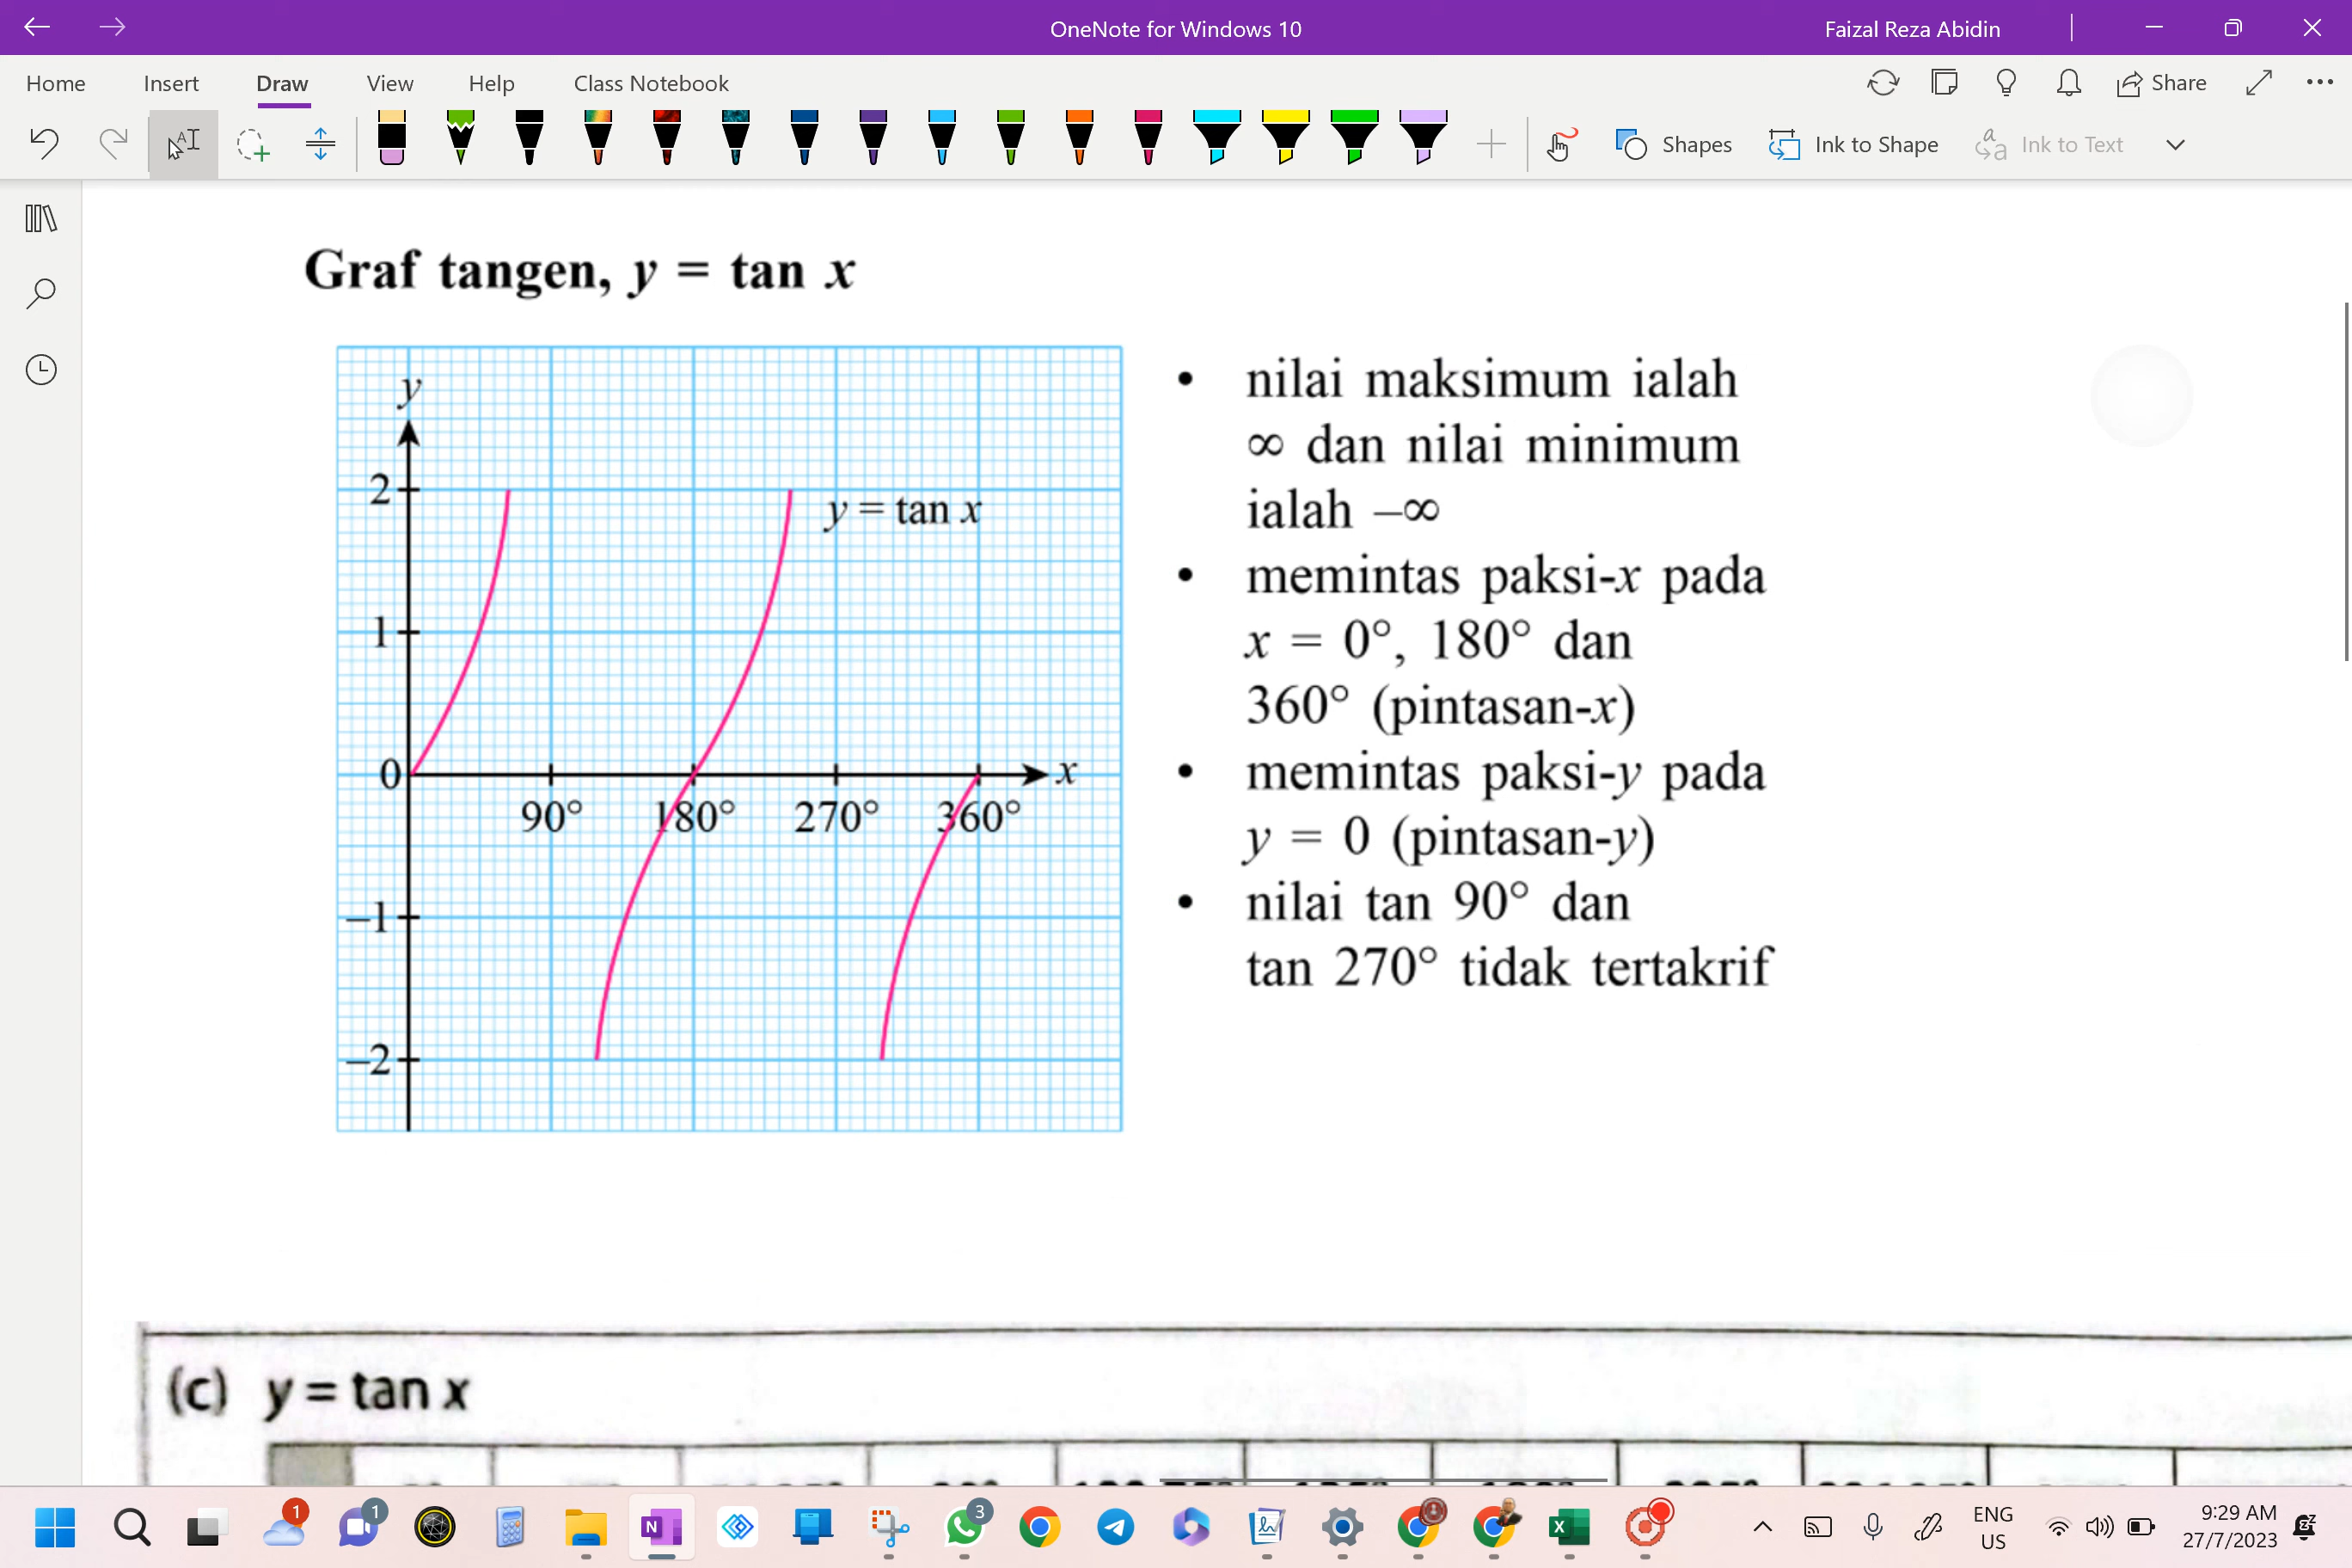 OneNote for Windows 10
Faizal Reza Abidin
Home Insert Draw View Help Class Notebook
Share
Shapes Ink to Shape Ink to Text
Graf tangen, y = tan x
y
2
y = tan x
1
0
x
90° 180° 270° 360°
–1
–2
• nilai maksimum ialah
∞ dan nilai minimum
ialah –∞
• memintas paksi-x pada
x = 0°, 180° dan
360° (pintasan-x)
• memintas paksi-y pada
y = 0 (pintasan-y)
• nilai tan 90° dan
tan 270° tidak tertakrif
(c) y = tan x
1
1
3
ENG
US
9:29 AM
27/7/2023